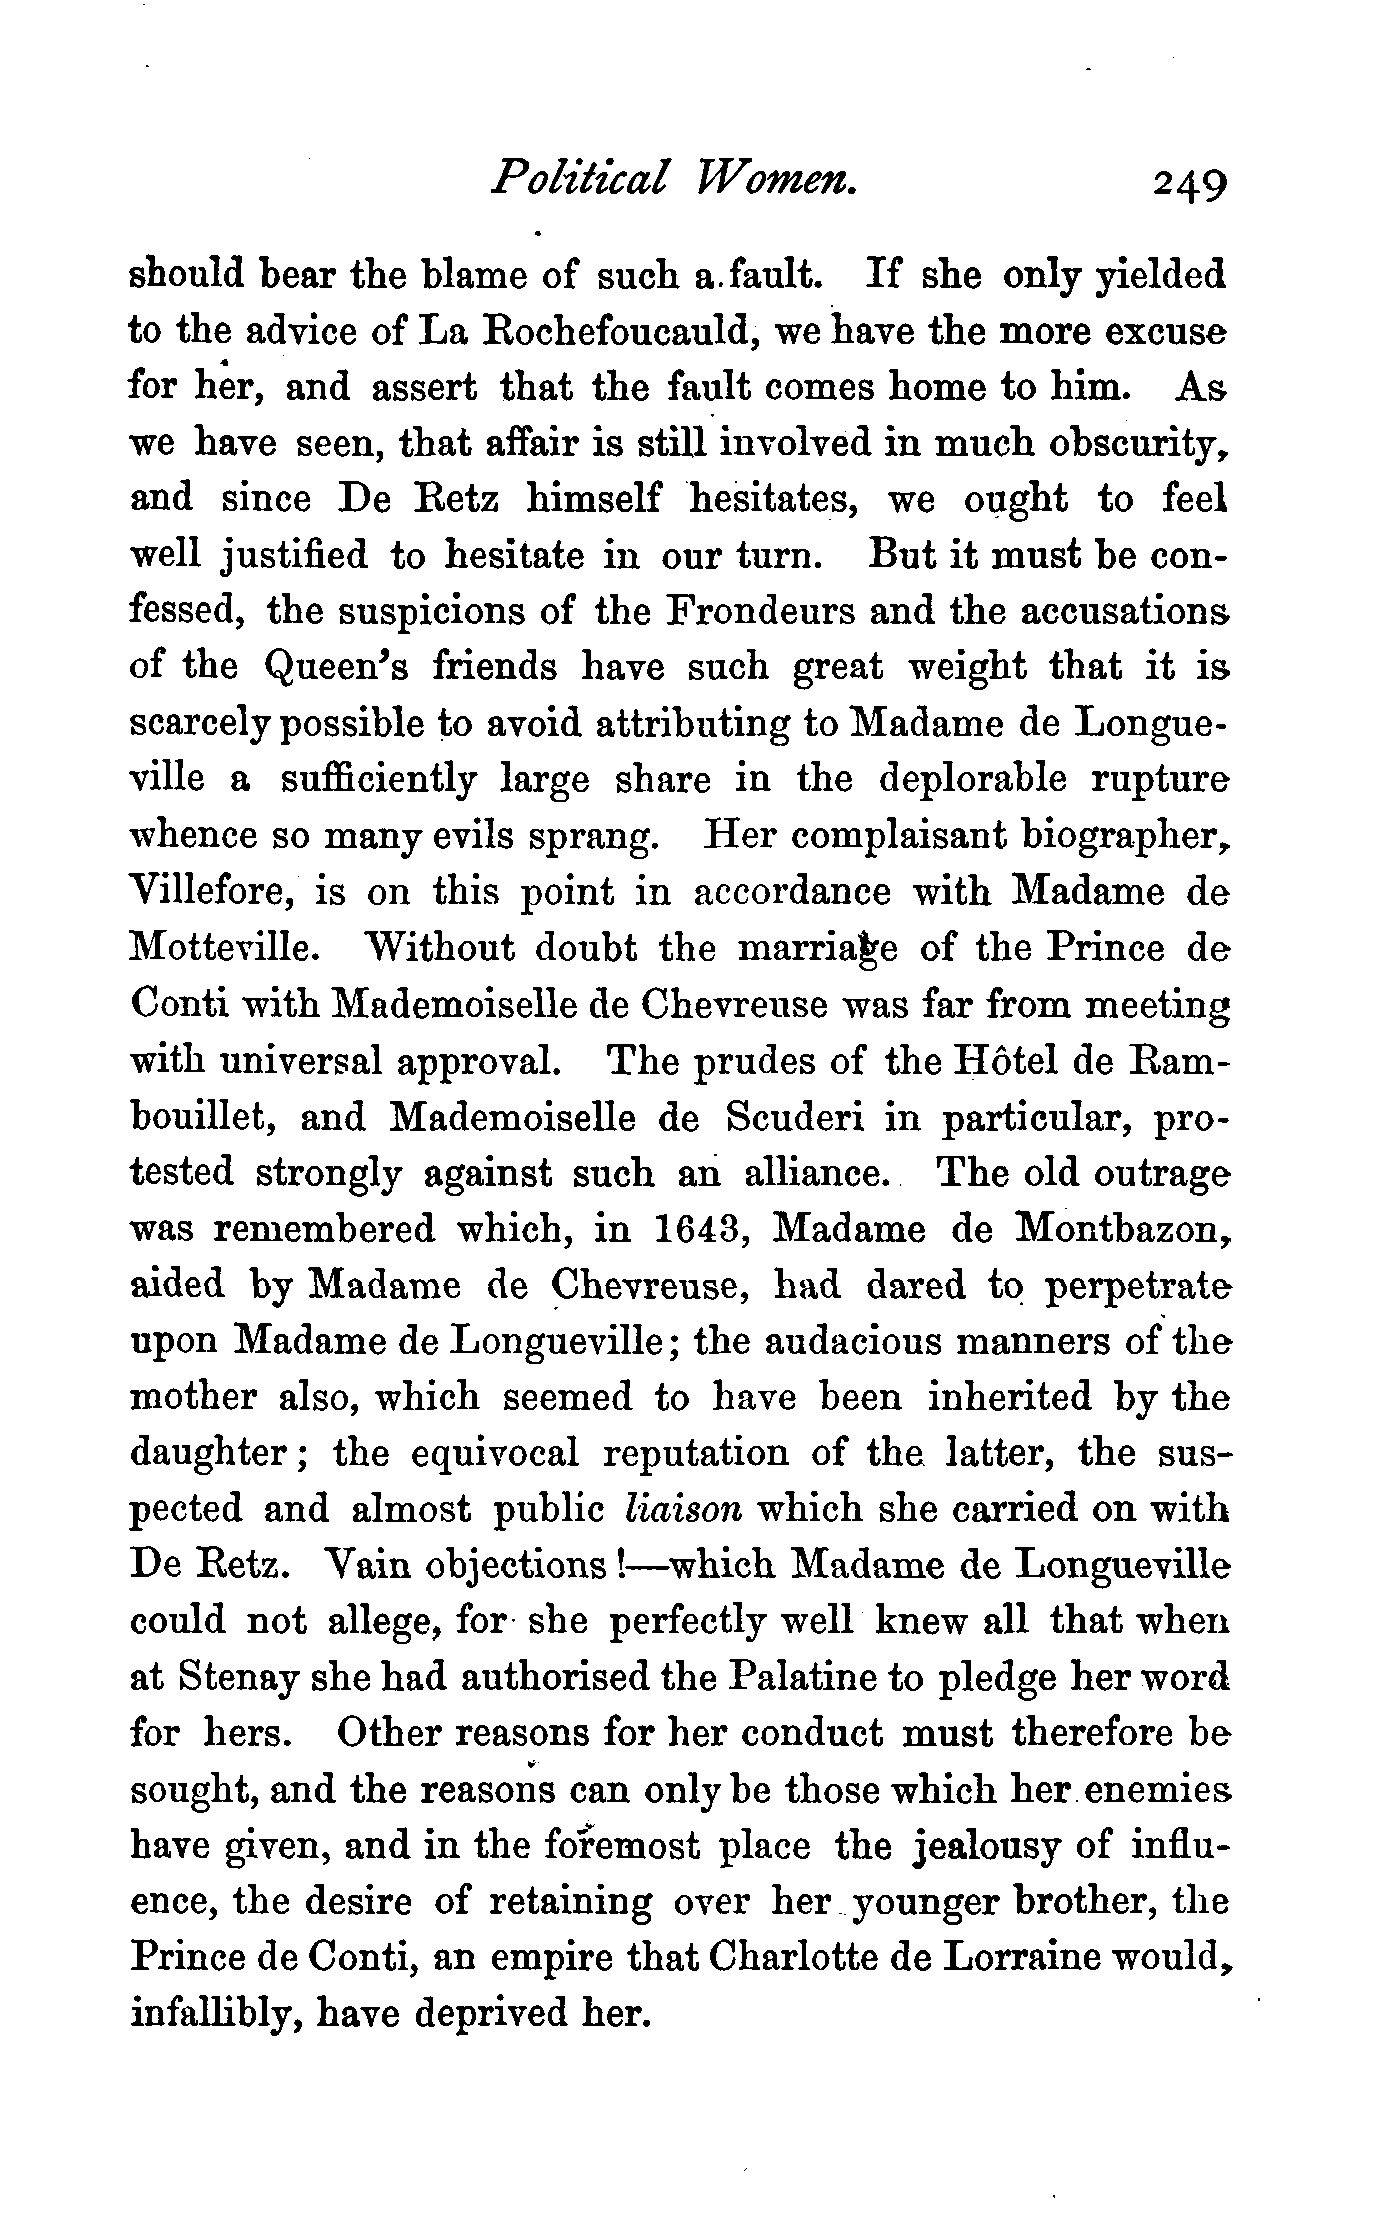 Political Women. 249
should bear the blame of such a fault. If she only yielded
to the advice of La Rochefoucauld, we have the more excuse
for her, and assert that the fault comes home to him. As
we have seen, that affair is still involved in much obscurity,
and since De Retz himself hesitates, we ought to feel
well justified to hesitate in our turn. But it must be con-
fessed, the suspicions of the Frondeurs and the accusations
of the Queen's friends have such great weight that it is
scarcely possible to avoid attributing to Madame de Longue-
ville a sufficiently large share in the deplorable rupture
whence so many evils sprang. Her complaisant biographer,
Villefore, is on this point in accordance with Madame de
Motteville. Without doubt the marriage of the Prince de
Conti with Mademoiselle de Chevreuse was far from meeting
with universal approval. The prudes of the Hôtel de Ram-
bouillet, and Mademoiselle de Scuderi in particular, pro-
tested strongly against such an alliance. The old outrage
was remembered which, in 1643, Madame de Montbazon,
aided by Madame de Chevreuse, had dared to perpetrate
upon Madame de Longueville; the audacious manners of the
mother also, which seemed to have been inherited by the
daughter; the equivocal reputation of the latter, the sus-
pected and almost public liaison which she carried on with
De Retz. Vain objections!—which Madame de Longueville
could not allege, for she perfectly well knew all that when
at Stenay she had authorised the Palatine to pledge her word
for hers. Other reasons for her conduct must therefore be
sought, and the reasons can only be those which her enemies
have given, and in the foremost place the jealousy of influ-
ence, the desire of retaining over her younger brother, the
Prince de Conti, an empire that Charlotte de Lorraine would,
infallibly, have deprived her.